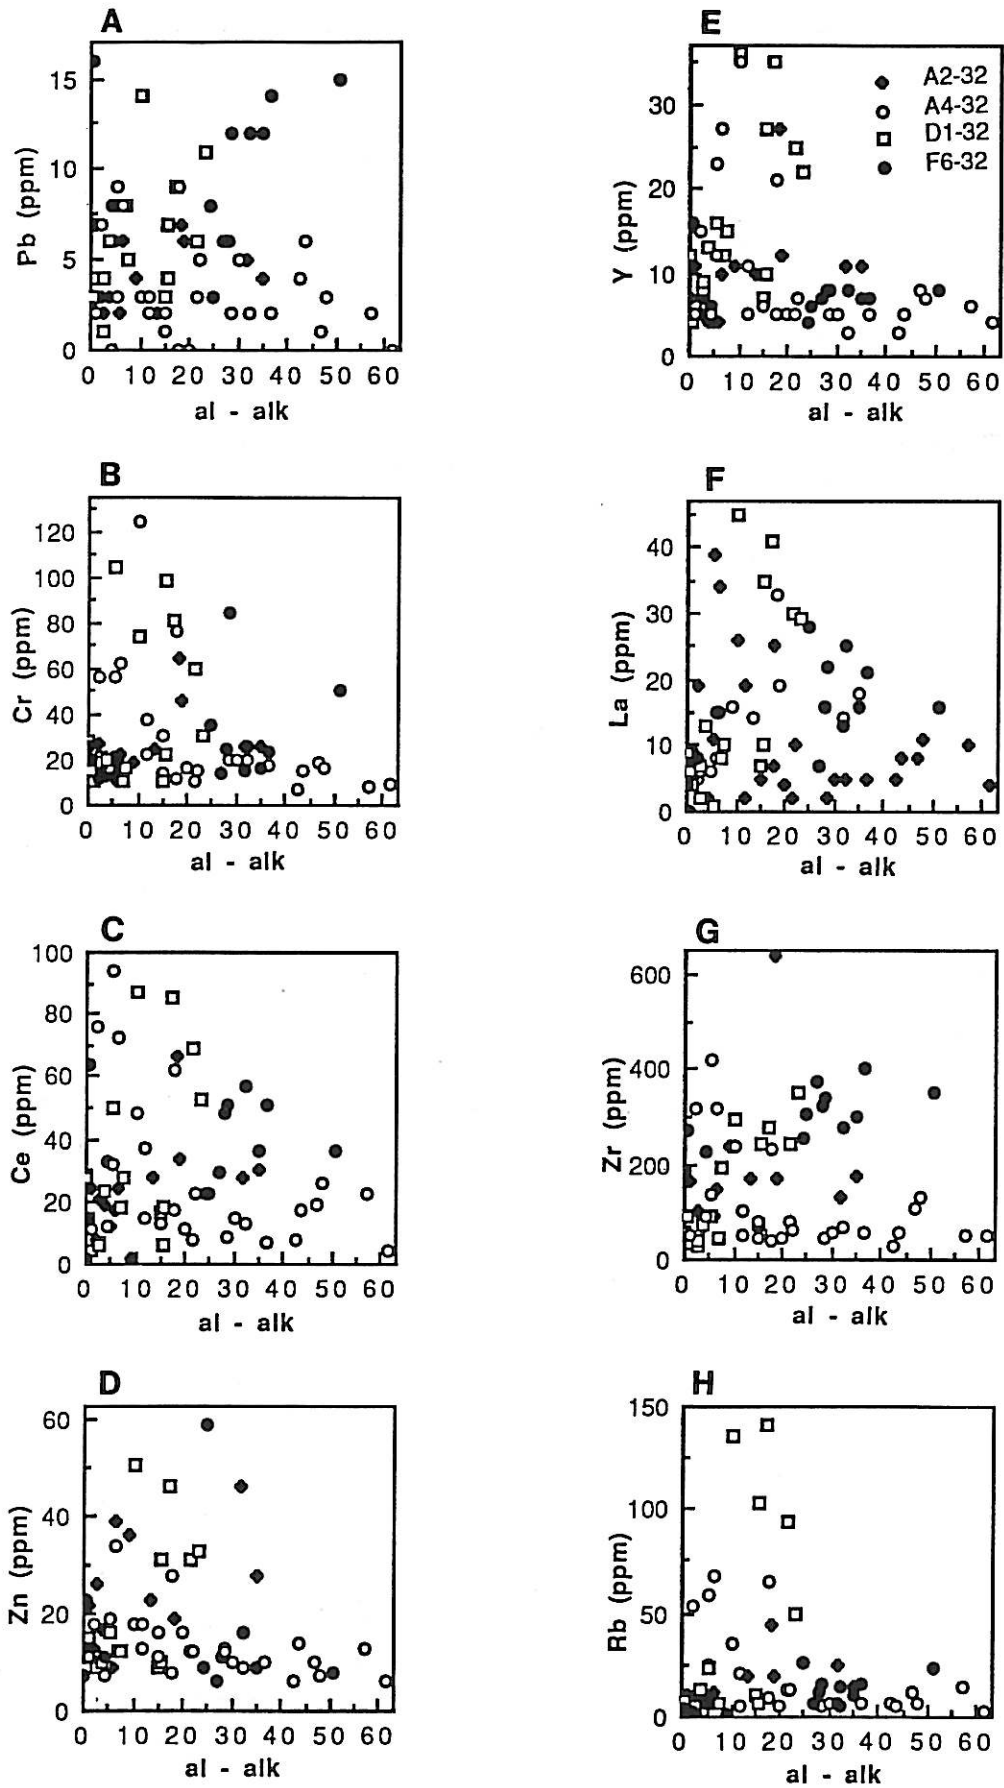 A
15
10
5
0
Pb (ppm)
0 10 20 30 40 50 60
al - alk
E
30
20
10
0
Y (ppm)
A2-32
A4-32
D1-32
F6-32
0 10 20 30 40 50 60
al - alk
B
120
100
80
60
40
20
0
Cr (ppm)
0 10 20 30 40 50 60
al - alk
F
40
30
20
10
0
La (ppm)
0 10 20 30 40 50 60
al - alk
C
100
80
60
40
20
0
Ce (ppm)
0 10 20 30 40 50 60
al - alk
G
600
400
200
0
Zr (ppm)
0 10 20 30 40 50 60
al - alk
D
60
40
20
0
Zn (ppm)
0 10 20 30 40 50 60
al - alk
H
150
100
50
0
Rb (ppm)
0 10 20 30 40 50 60
al - alk